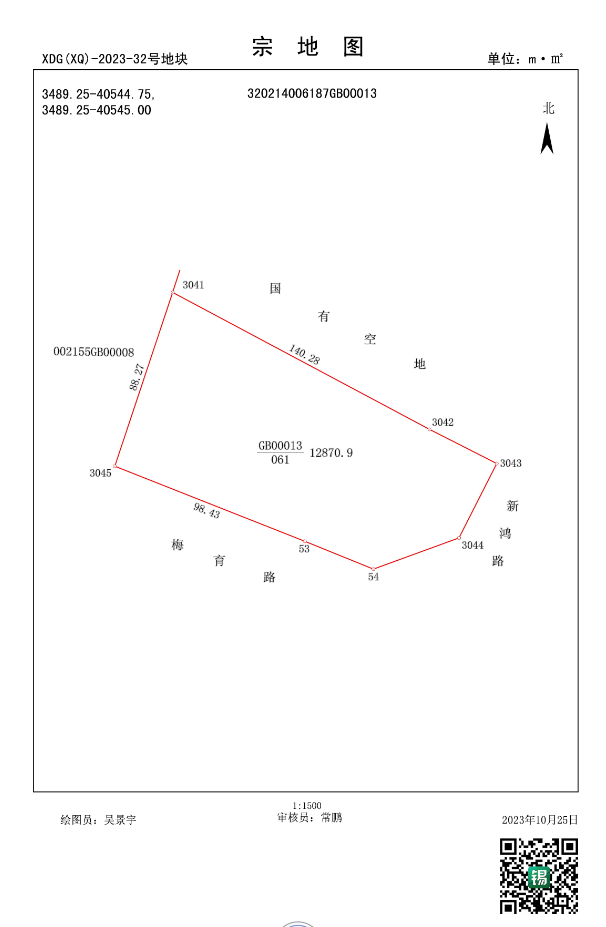 宗地图
XDG(XQ)-2023-32号地块
单位：m·㎡
3489.25-40544.75,
3489.25-40545.00
320214006187GB00013
北
3041
国有空地
002155GB00008
88.27
140.28
3042
GB00013
061
12870.9
3043
3045
98.43
新鸿路
梅育路
53
3044
54
1:1500
绘图员：吴景宇
审核员：常鹏
2023年10月25日
锡